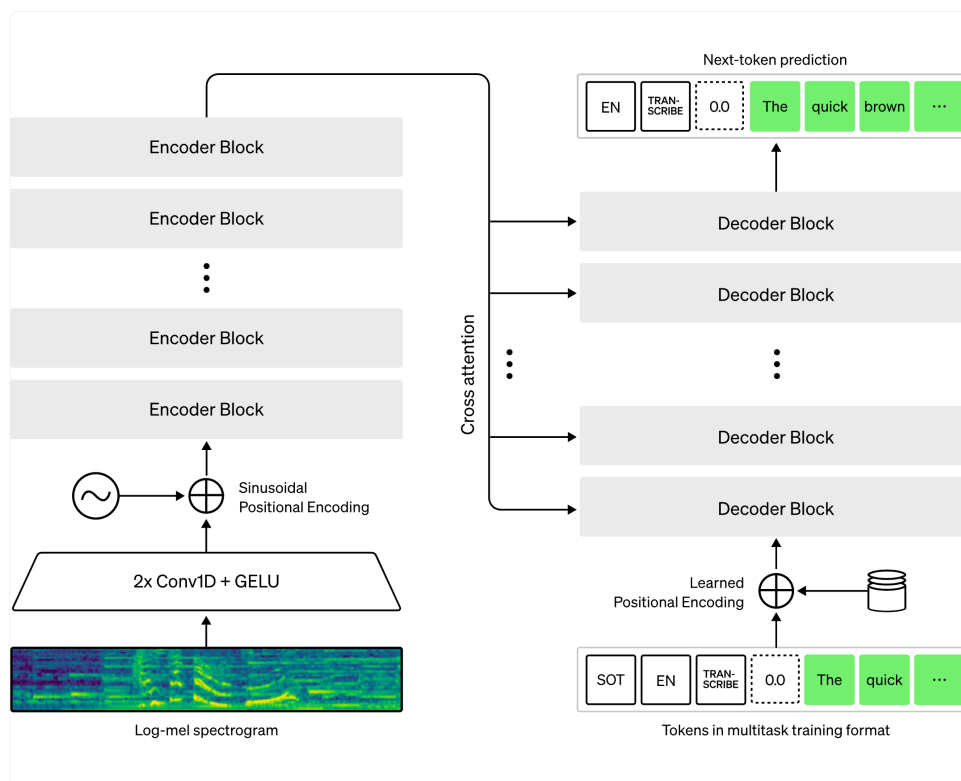 Next-token prediction
EN
TRAN-
SCRIBE
0.0
The
quick
brown
...
Encoder Block
Encoder Block
Encoder Block
Encoder Block
Sinusoidal
Positional Encoding
2x Conv1D + GELU
Log-mel spectrogram
Cross attention
Decoder Block
Decoder Block
Decoder Block
Decoder Block
Learned
Positional Encoding
SOT
EN
TRAN-
SCRIBE
0.0
The
quick
...
Tokens in multitask training format